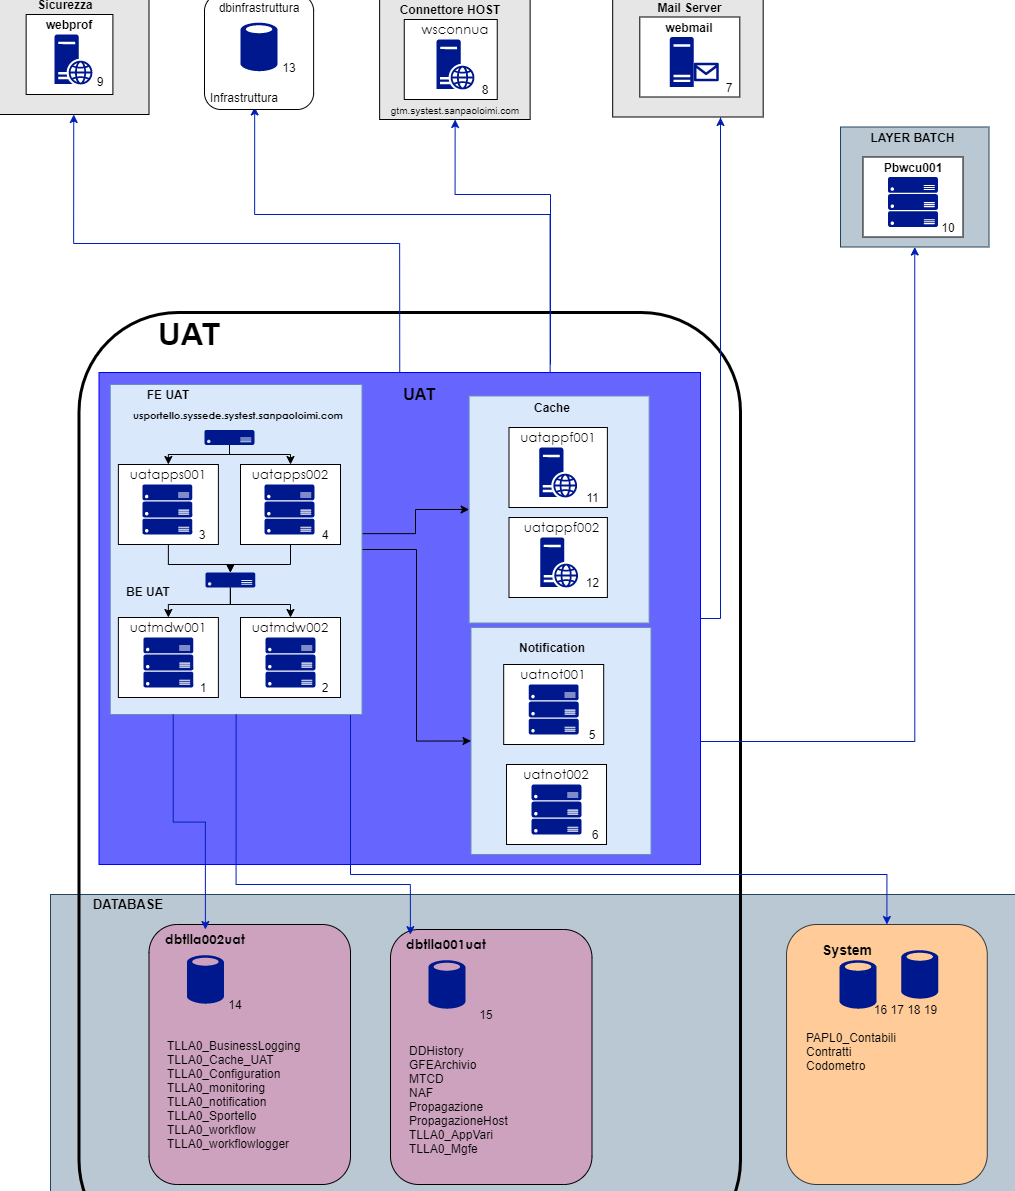 Sicurezza
webprof
9
dbinfrastruttura
13
Infrastruttura
Connettore HOST
wsconnua
8
gtm.systest.sanpaoloimi.com
Mail Server
webmail
7
LAYER BATCH
Pbwcu001
10
UAT
UAT
FE UAT
usportello.syssede.systest.sanpaoloimi.com
uatapps001
3
uatapps002
4
BE UAT
uatmdw001
1
uatmdw002
2
Cache
uatappf001
11
uatappf002
12
Notification
uatnot001
5
uatnot002
6
DATABASE
dbtlla002uat
14
TLLA0_BusinessLogging
TLLA0_Cache_UAT
TLLA0_Configuration
TLLA0_monitoring
TLLA0_notification
TLLA0_Sportello
TLLA0_workflow
TLLA0_workflowlogger
dbtlla001uat
15
DDHistory
GFEArchivio
MTCD
NAF
Propagazione
PropagazioneHost
TLLA0_AppVari
TLLA0_Mgfe
System
16 17 18 19
PAPL0_Contabili
Contratti
Codometro